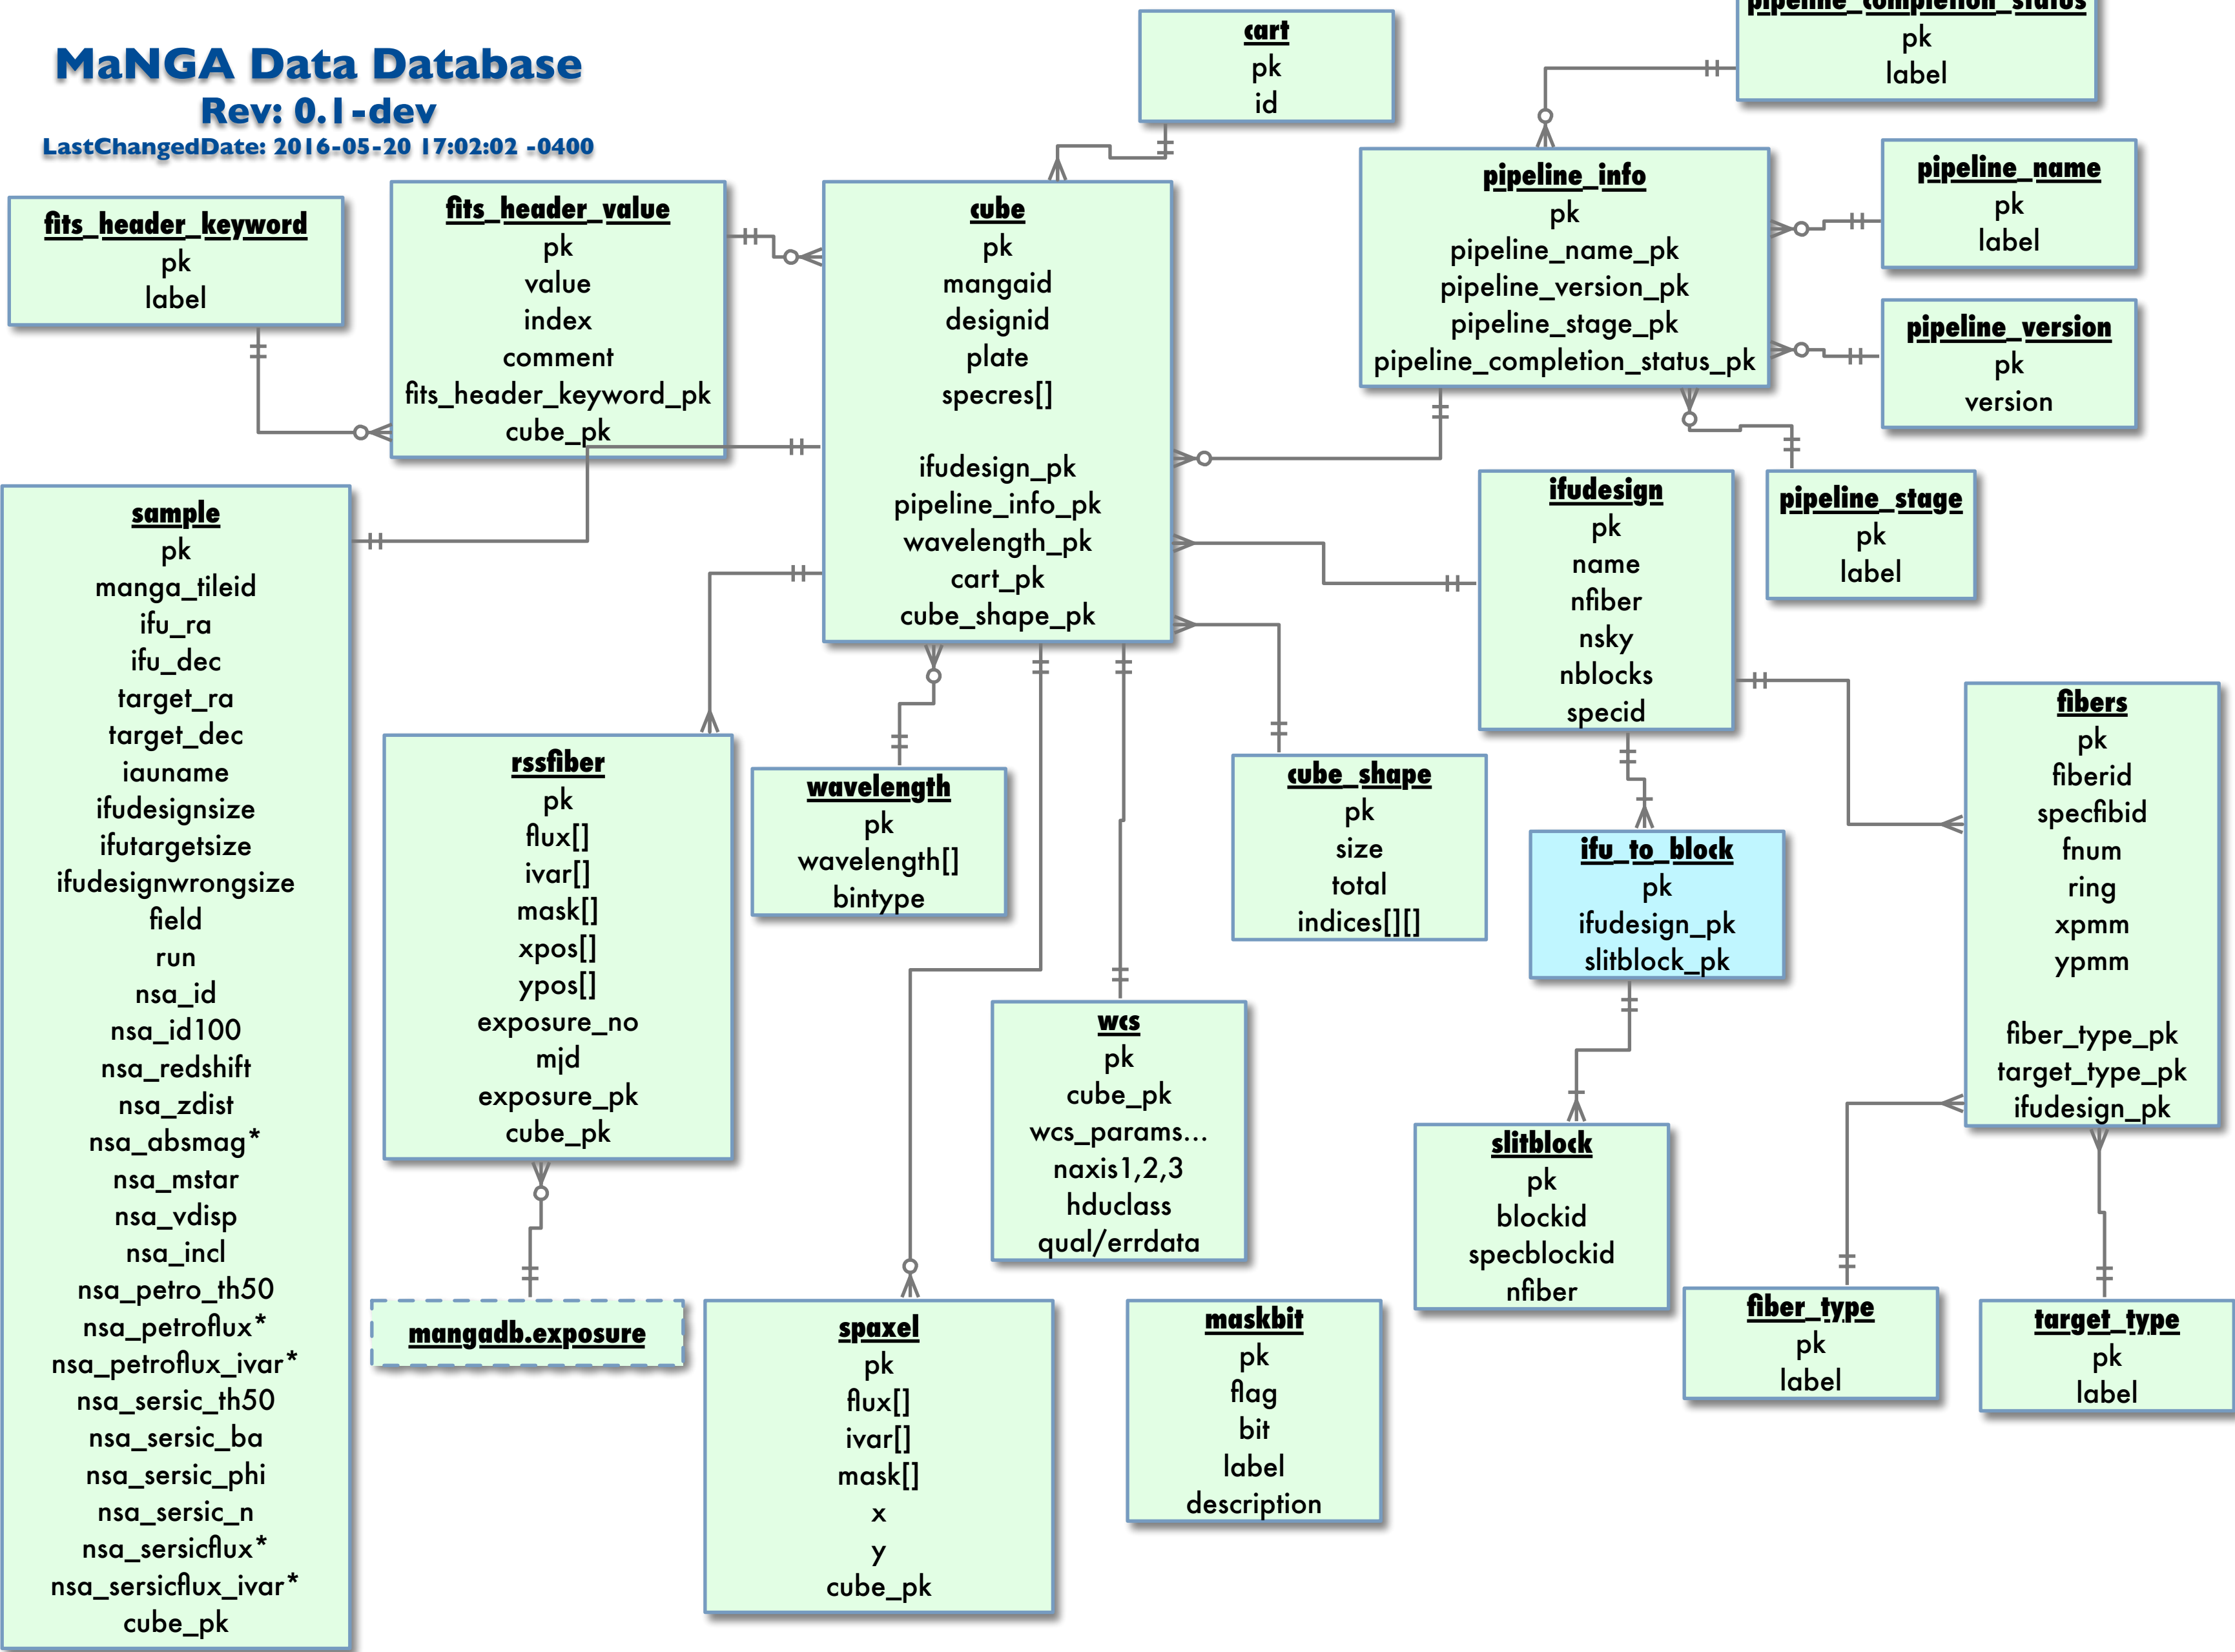 MaNGA Data Database
Rev: 0.1-dev
LastChangedDate: 2016-05-20 17:02:02 -0400
cart
pk
id
pipeline_completion_status
pk
label
fits_header_keyword
pk
label
fits_header_value
pk
value
index
comment
fits_header_keyword_pk
cube_pk
cube
pk
mangaid
designid
plate
specres[]
ifudesign_pk
pipeline_info_pk
wavelength_pk
cart_pk
cube_shape_pk
pipeline_info
pk
pipeline_name_pk
pipeline_version_pk
pipeline_stage_pk
pipeline_completion_status_pk
pipeline_name
pk
label
pipeline_version
pk
version
pipeline_stage
pk
label
sample
pk
manga_tileid
ifu_ra
ifu_dec
target_ra
target_dec
iauname
ifudesignsize
ifutargetsize
ifudesignwrongsize
field
run
nsa_id
nsa_id100
nsa_redshift
nsa_zdist
nsa_absmag*
nsa_mstar
nsa_vdisp
nsa_incl
nsa_petro_th50
nsa_petroflux*
nsa_petroflux_ivar*
nsa_sersic_th50
nsa_sersic_ba
nsa_sersic_phi
nsa_sersic_n
nsa_sersicflux*
nsa_sersicflux_ivar*
cube_pk
rssfiber
pk
flux[]
ivar[]
mask[]
xpos[]
ypos[]
exposure_no
mjd
exposure_pk
cube_pk
wavelength
pk
wavelength[]
bintype
cube_shape
pk
size
total
indices[][]
ifudesign
pk
name
nfiber
nsky
nblocks
specid
fibers
pk
fiberid
specfibid
fnum
ring
xpmm
ypmm
fiber_type_pk
target_type_pk
ifudesign_pk
ifu_to_block
pk
ifudesign_pk
slitblock_pk
wcs
pk
cube_pk
wcs_params...
naxis1,2,3
hduclass
qual/errdata
slitblock
pk
blockid
specblockid
nfiber
mangadb.exposure
spaxel
pk
flux[]
ivar[]
mask[]
x
y
cube_pk
maskbit
pk
flag
bit
label
description
fiber_type
pk
label
target_type
pk
label